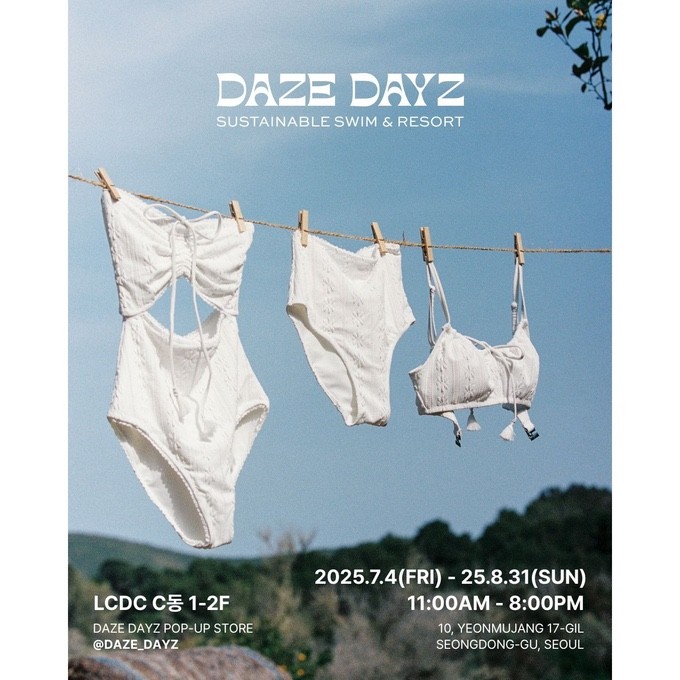 DAZE DAYZ
SUSTAINABLE SWIM & RESORT
2025.7.4(FRI) - 25.8.31(SUN)
LCDC C동 1-2F
11:00AM - 8:00PM
DAZE DAYZ POP-UP STORE
@DAZE_DAYZ
10, YEONMUJANG 17-GIL
SEONGDONG-GU, SEOUL